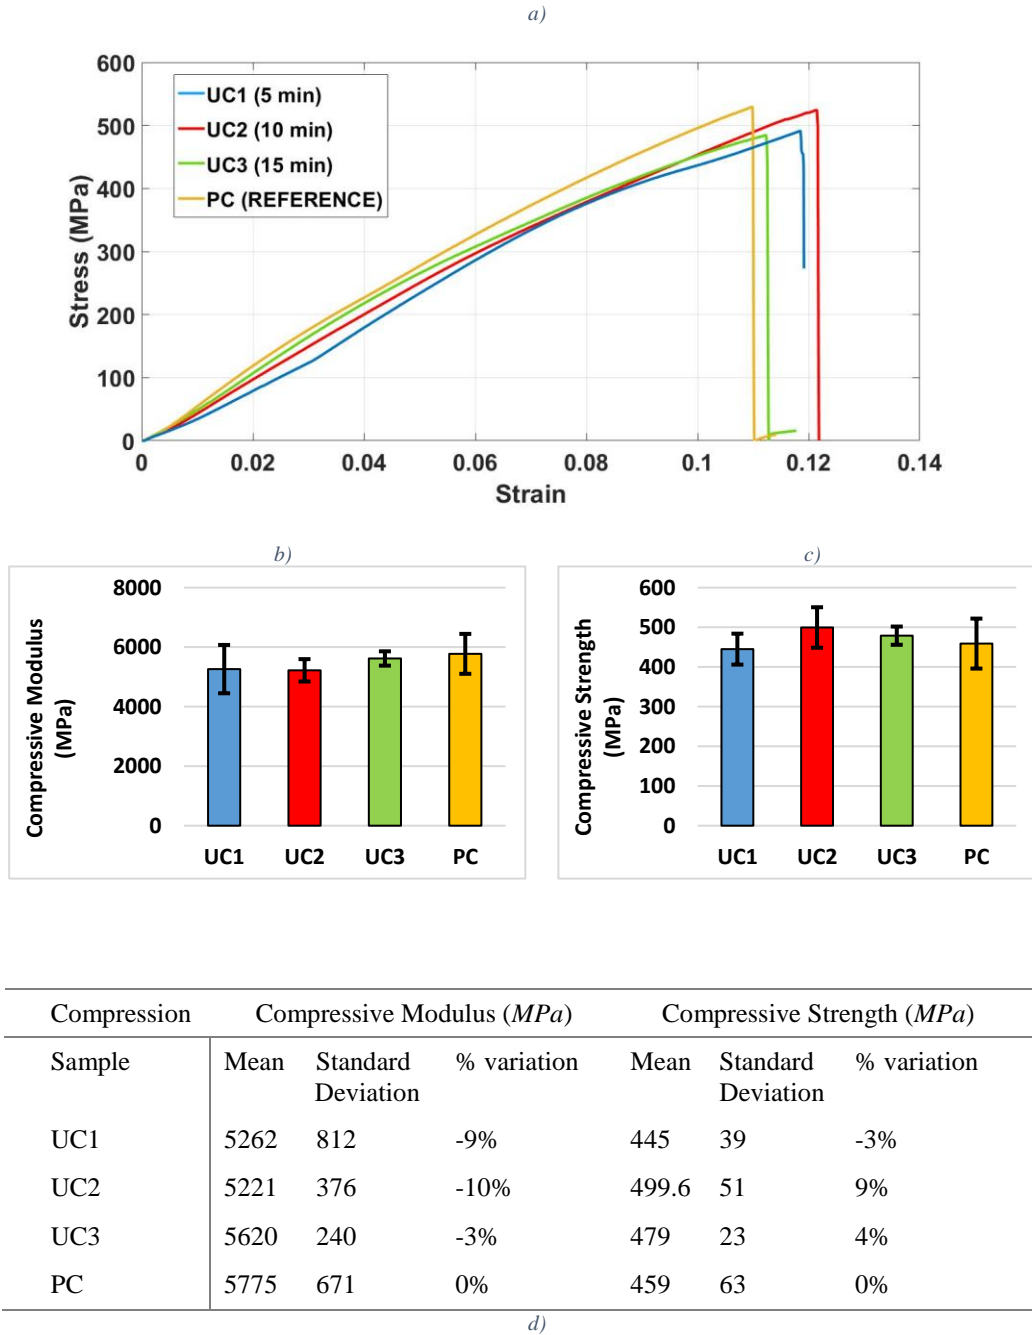 a)
600
500
400
300
200
100
0
Stress (MPa)
UC1 (5 min)
UC2 (10 min)
UC3 (15 min)
PC (REFERENCE)
0 0.02 0.04 0.06 0.08 0.1 0.12 0.14
Strain
b)
Compressive Modulus
(MPa)
8000
6000
4000
2000
0
UC1 UC2 UC3 PC
c)
Compressive Strength
(MPa)
600
500
400
300
200
100
0
UC1 UC2 UC3 PC
Compression Compressive Modulus (MPa) Compressive Strength (MPa)
Sample Mean Standard % variation Mean Standard % variation
Deviation Deviation
UC1 5262 812 -9% 445 39 -3%
UC2 5221 376 -10% 499.6 51 9%
UC3 5620 240 -3% 479 23 4%
PC 5775 671 0% 459 63 0%
d)